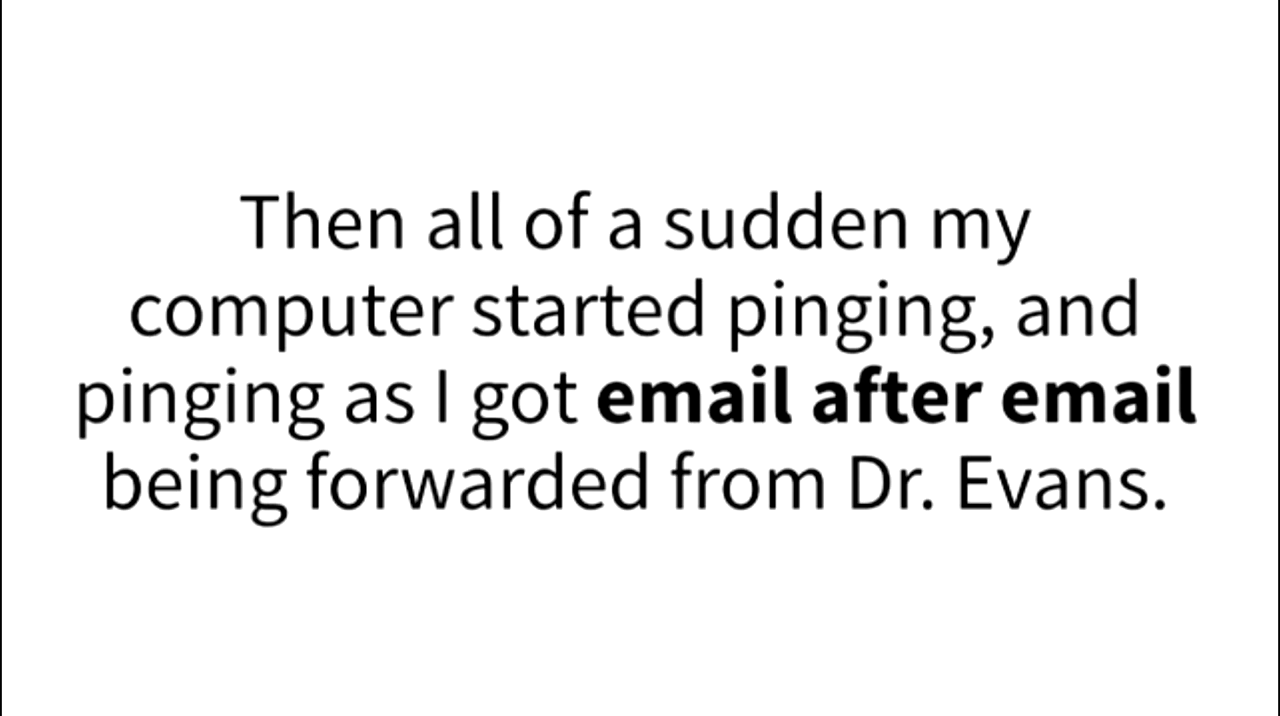 Then all of a sudden my
computer started pinging, and
pinging as I got email after email
being forwarded from Dr. Evans.